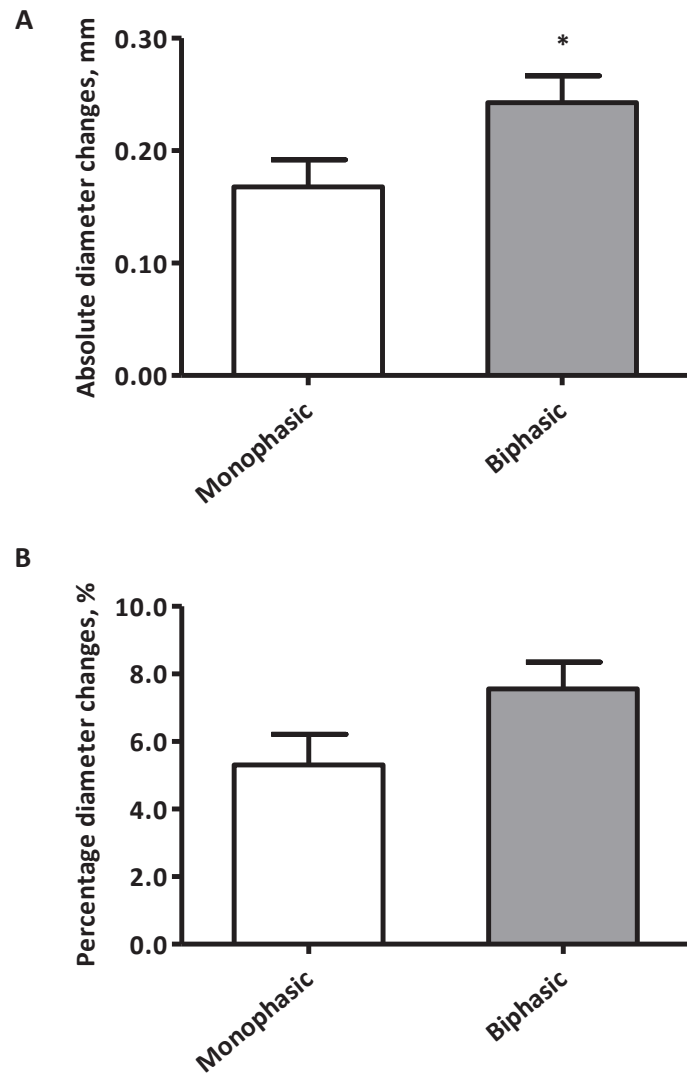 A
Absolute diameter changes, mm
0.30
*
0.20
0.10
0.00
Monophasic
Biphasic
B
Percentage diameter changes, %
10.0
8.0
6.0
4.0
2.0
0.0
Monophasic
Biphasic